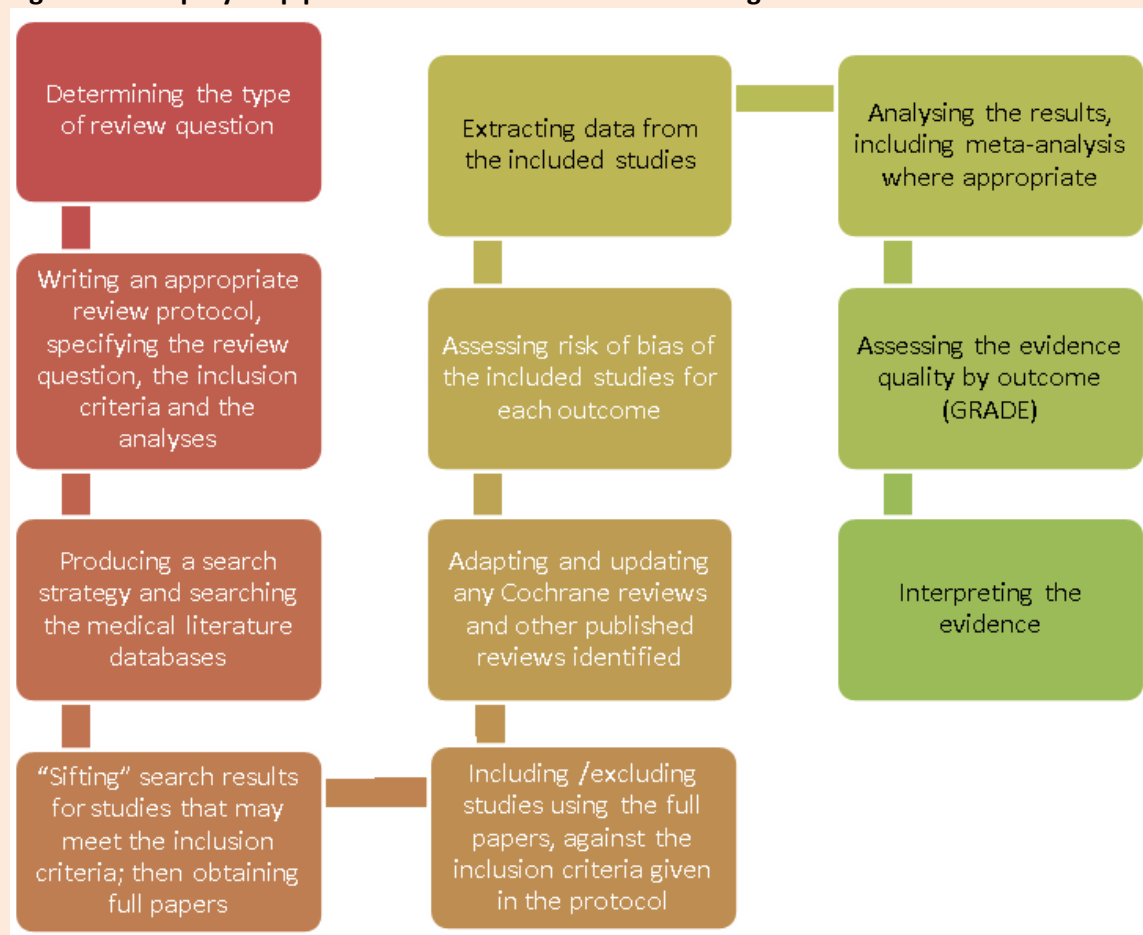 Determining the type
of review question
Writing an appropriate
review protocol,
specifying the review
question, the inclusion
criteria and the
analyses
Producing a search
strategy and searching
the medical literature
databases
“Sifting” search results
for studies that may
meet the inclusion
criteria; then obtaining
full papers
Including /excluding
studies using the full
papers, against the
inclusion criteria given
in the protocol
Adapting and updating
any Cochrane reviews
and other published
reviews identified
Assessing risk of bias of
the included studies for
each outcome
Extracting data from
the included studies
Analysing the results,
including meta-analysis
where appropriate
Assessing the evidence
quality by outcome
(GRADE)
Interpreting the
evidence